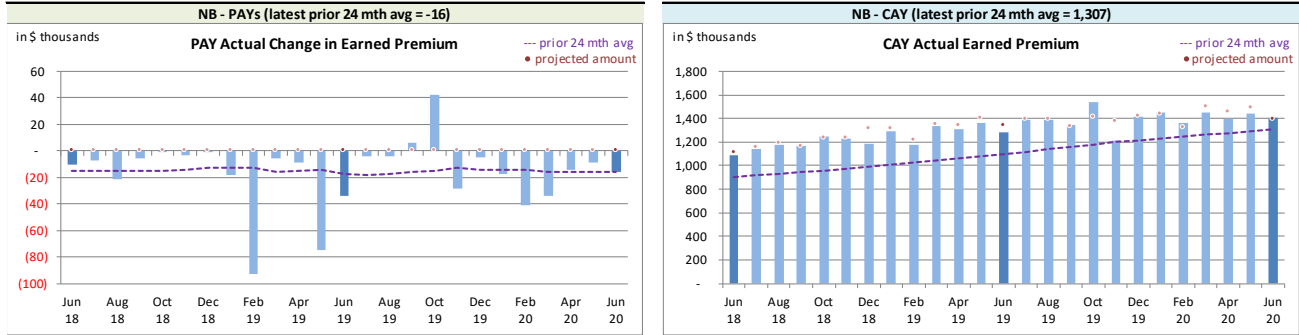 NB - PAYs (latest prior 24 mth avg = -16)
in $ thousands
PAY Actual Change in Earned Premium
--- prior 24 mth avg
• projected amount
60
40
20
-
(20)
(40)
(60)
(80)
(100)
Jun Aug Oct Dec Feb Apr Jun Aug Oct Dec Feb Apr Jun
18 18 18 18 19 19 19 19 19 19 20 20 20
NB - CAY (latest prior 24 mth avg = 1,307)
in $ thousands
CAY Actual Earned Premium
--- prior 24 mth avg
• projected amount
1,800
1,600
1,400
1,200
1,000
800
600
400
200
-
Jun Aug Oct Dec Feb Apr Jun Aug Oct Dec Feb Apr Jun
18 18 18 18 19 19 19 19 19 19 20 20 20